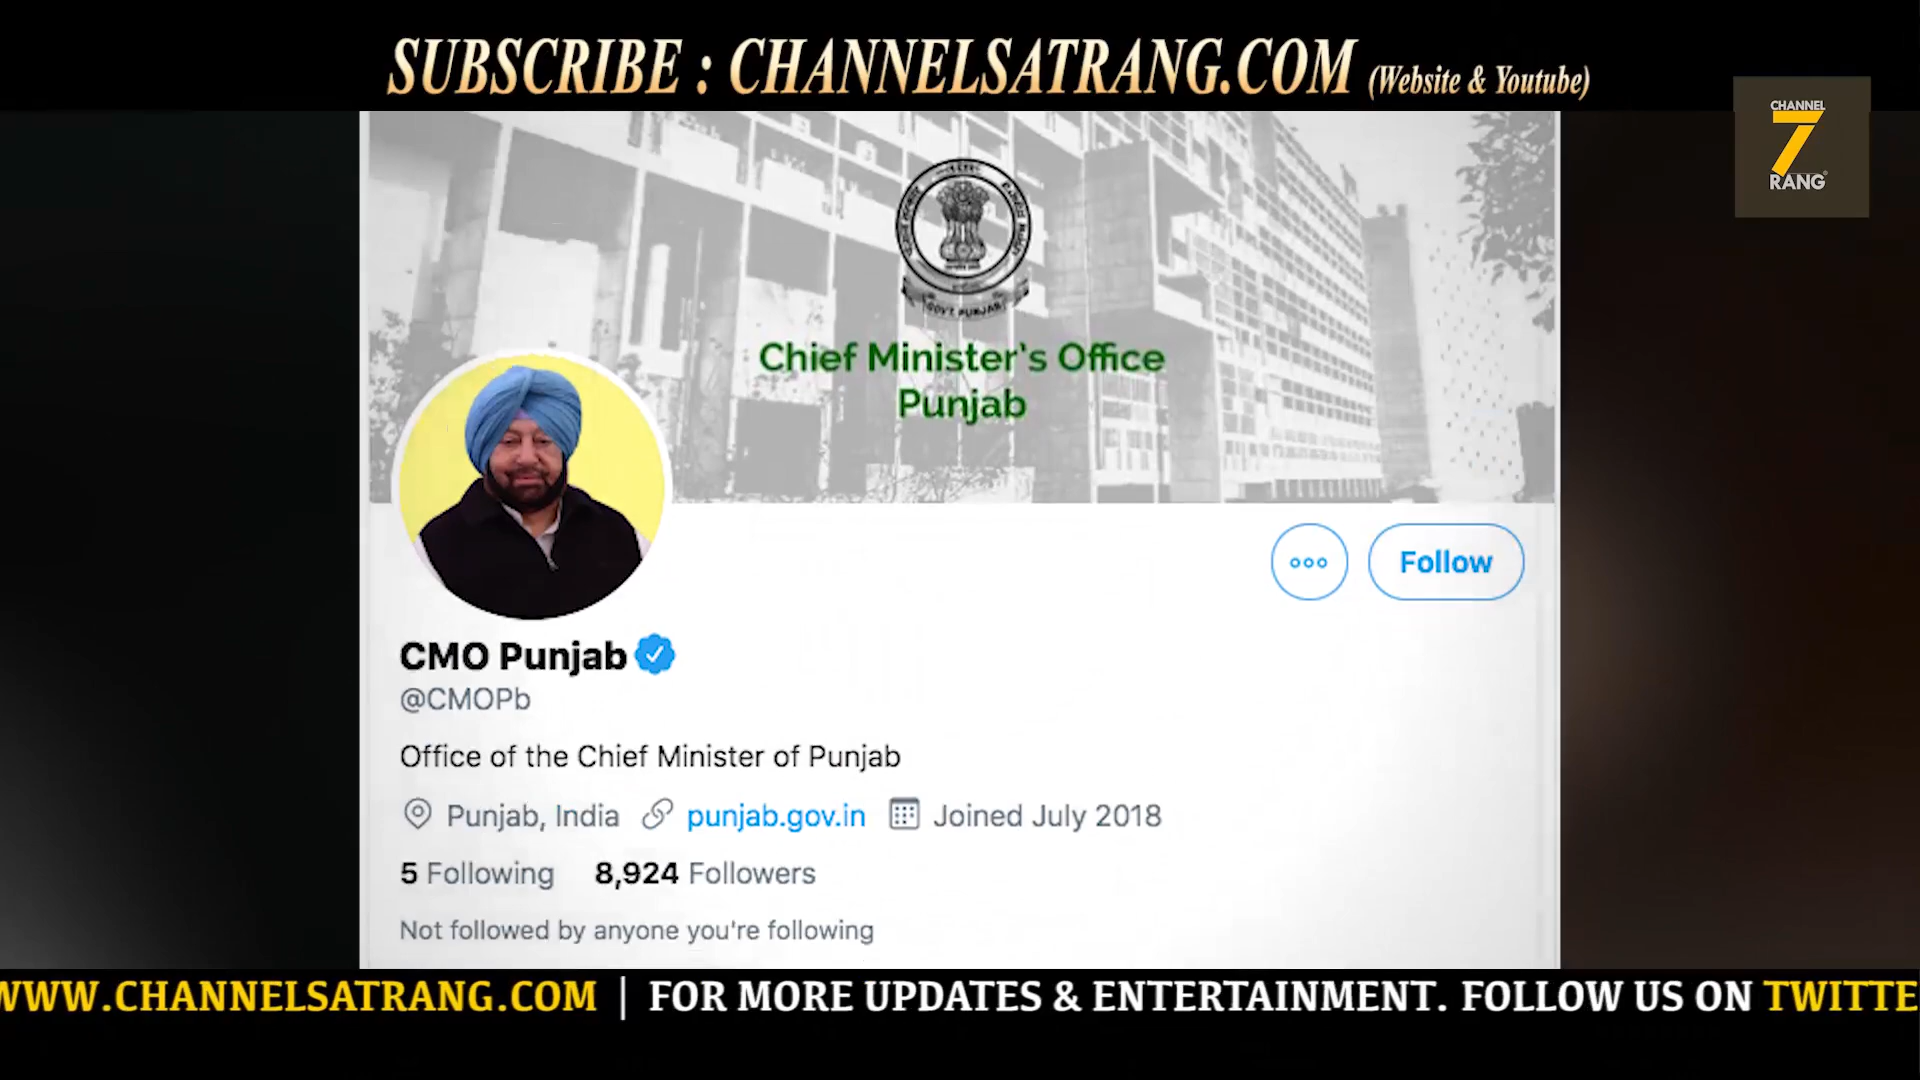 SUBSCRIBE : CHANNELSATRANG.COM (Website & Youtube)
CHANNEL
7
RANG
GOVT. PUNJAB
Chief Minister's Office
Punjab
Follow
CMO Punjab
@CMOPb
Office of the Chief Minister of Punjab
Punjab, India punjab.gov.in Joined July 2018
5 Following 8,924 Followers
Not followed by anyone you're following
WWW.CHANNELSATRANG.COM | FOR MORE UPDATES & ENTERTAINMENT. FOLLOW US ON TWITTE